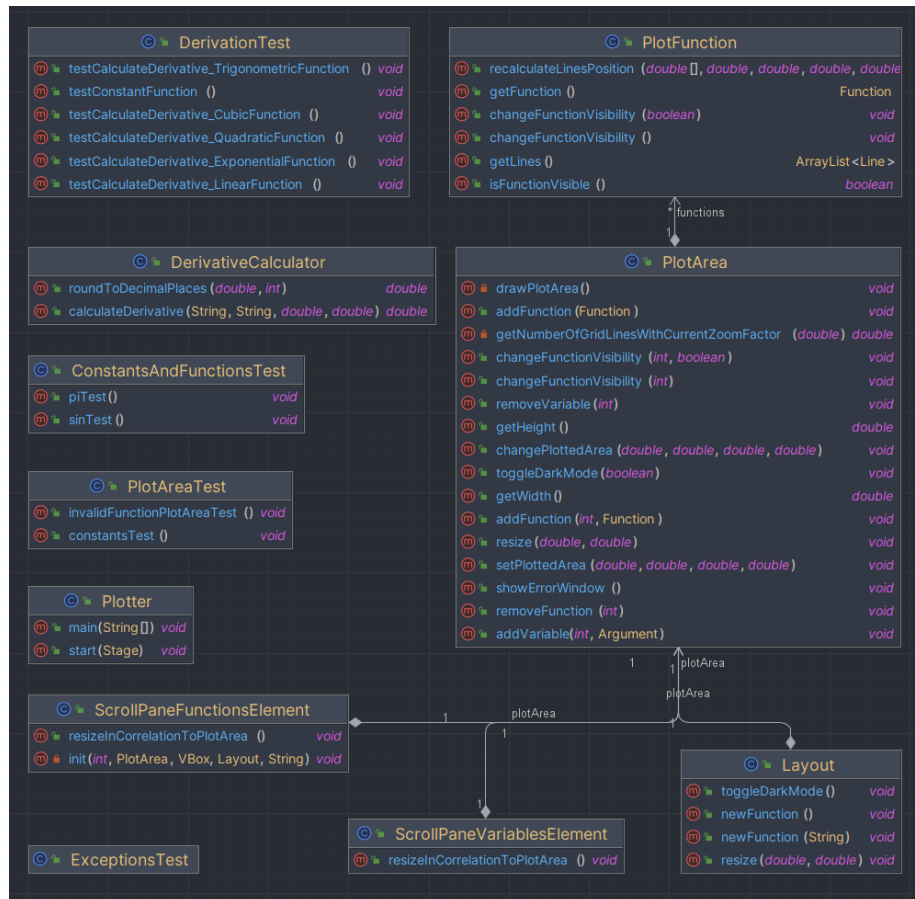 DerivationTest
testCalculateDerivative_TrigonometricFunction () void
testConstantFunction () void
testCalculateDerivative_CubicFunction () void
testCalculateDerivative_QuadraticFunction () void
testCalculateDerivative_ExponentialFunction () void
testCalculateDerivative_LinearFunction () void
PlotFunction
recalculateLinesPosition (double[], double, double, double, double
getFunction () Function
changeFunctionVisibility (boolean) void
changeFunctionVisibility () void
getLines () ArrayList<Line>
isFunctionVisible () boolean
* functions
1
DerivativeCalculator
roundToDecimalPlaces (double, int) double
calculateDerivative (String, String, double, double) double
PlotArea
drawPlotArea() void
addFunction (Function) void
getNumberOfGridLinesWithCurrentZoomFactor (double) double
changeFunctionVisibility (int, boolean) void
changeFunctionVisibility (int) void
removeVariable (int) void
getHeight () double
changePlottedArea (double, double, double, double) void
toggleDarkMode (boolean) void
getWidth () double
addFunction (int, Function) void
resize (double, double) void
setPlottedArea (double, double, double, double) void
showErrorWindow () void
removeFunction (int) void
addVariable(int, Argument) void
ConstantsAndFunctionsTest
piTest() void
sinTest () void
PlotAreaTest
invalidFunctionPlotAreaTest () void
constantsTest () void
Plotter
main(String[]) void
start(Stage) void
1 1 plotArea
plotArea
ScrollPaneFunctionsElement
resizeInCorrelationToPlotArea () void
init(int, PlotArea, VBox, Layout, String) void
1 plotArea 1
1
Layout
toggleDarkMode () void
newFunction () void
newFunction (String) void
resize (double, double) void
1
ScrollPaneVariablesElement
resizeInCorrelationToPlotArea () void
ExceptionsTest